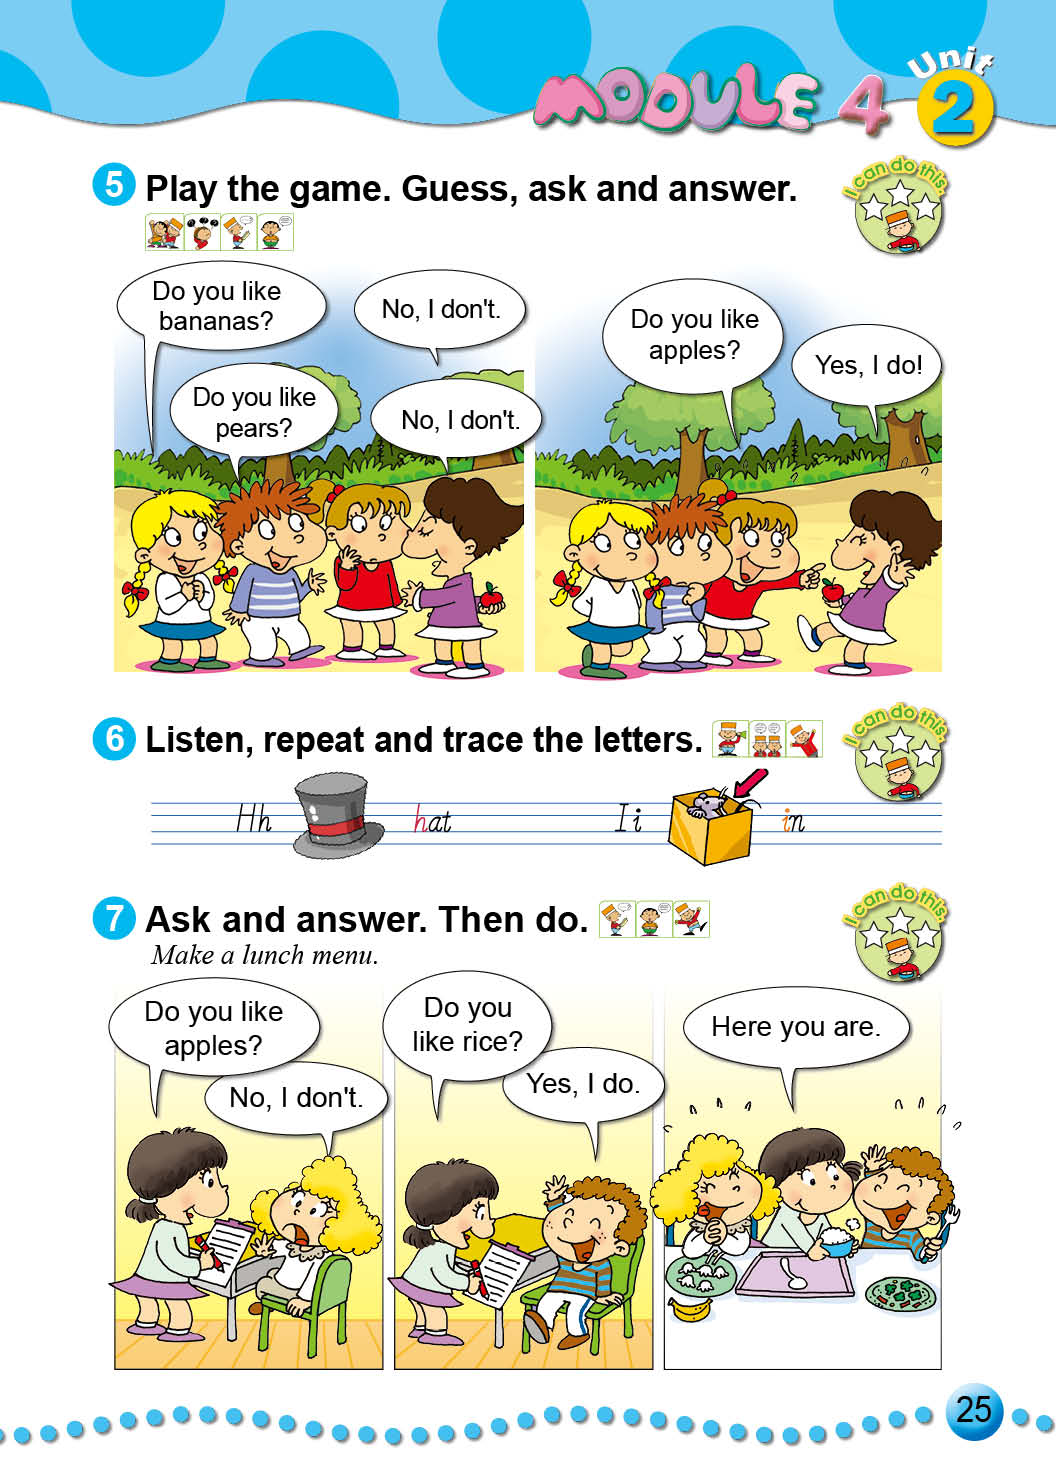 MODULE 4
Unit
2
5 Play the game. Guess, ask and answer.
I can do this.
Do you like
bananas?
No, I don't.
Do you like
pears?
No, I don't.
Do you like
apples?
Yes, I do!
6 Listen, repeat and trace the letters.
I can do this.
Hh
hat
Ii
in
7 Ask and answer. Then do.
I can do this.
Make a lunch menu.
Do you like
apples?
No, I don't.
Do you
like rice?
Yes, I do.
Here you are.
25